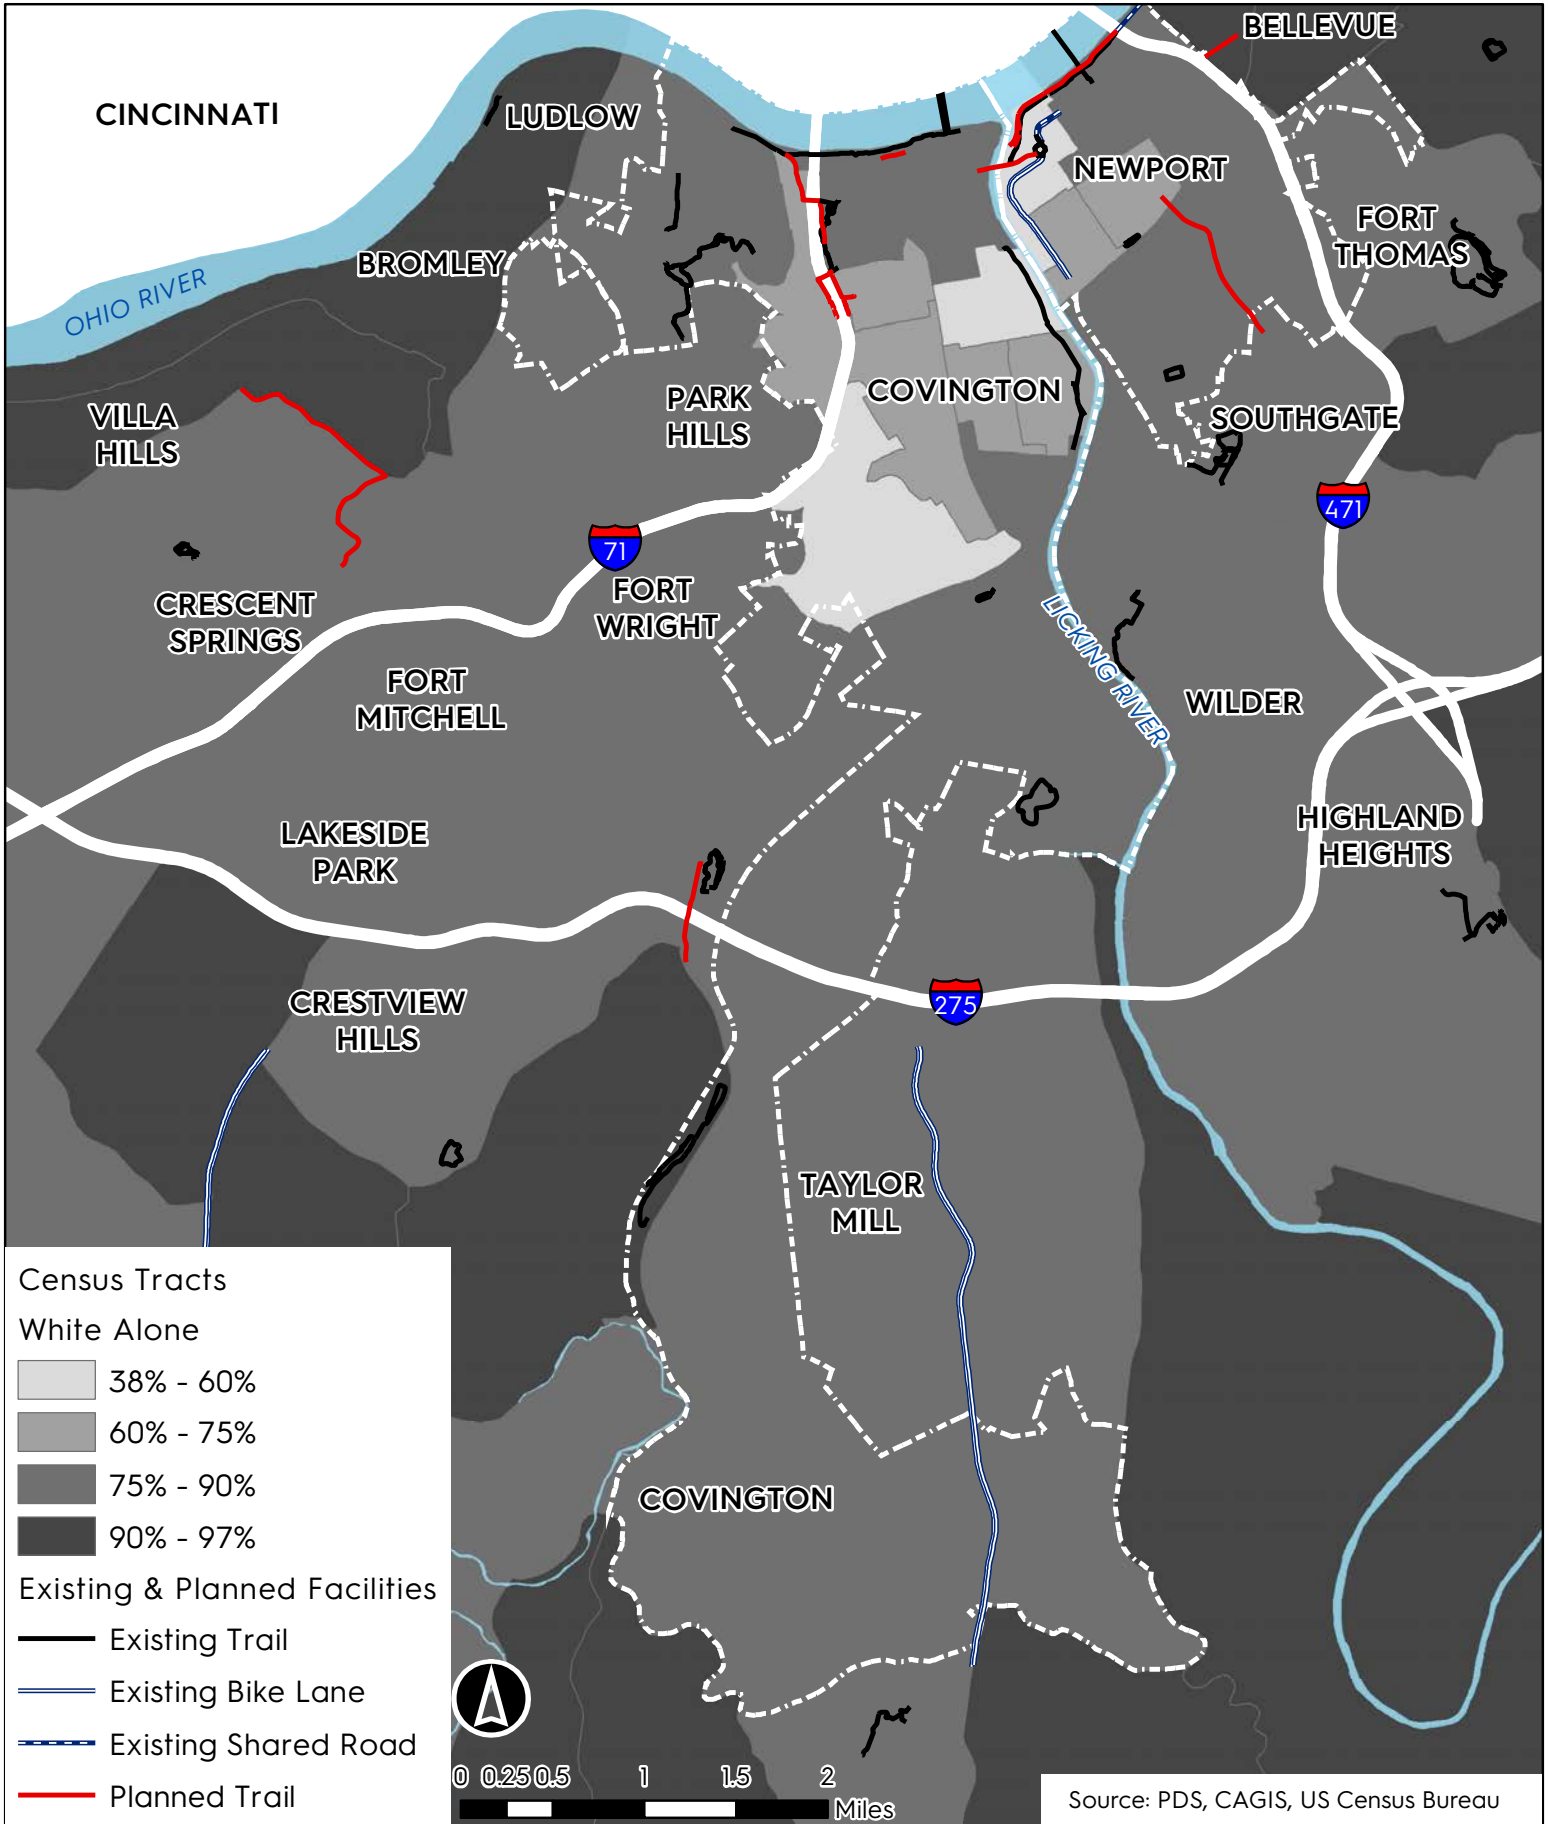 BELLEVUE
CINCINNATI
LUDLOW
NEWPORT
FORT
THOMAS
BROMLEY
OHIO RIVER
PARK
HILLS
COVINGTON
VILLA
HILLS
SOUTHGATE
471
71
CRESCENT
SPRINGS
FORT
WRIGHT
LICKING RIVER
FORT
MITCHELL
WILDER
LAKESIDE
PARK
HIGHLAND
HEIGHTS
CRESTVIEW
HILLS
275
TAYLOR
MILL
COVINGTON
Census Tracts
White Alone
38% - 60%
60% - 75%
75% - 90%
90% - 97%
Existing & Planned Facilities
Existing Trail
Existing Bike Lane
Existing Shared Road
Planned Trail
0 0.25 0.5 1 1.5 2
Miles
Source: PDS, CAGIS, US Census Bureau